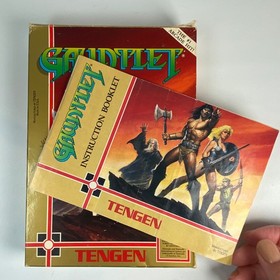 GAUNTLET
THE #1
ARCADE HIT!
GAUNTLET
INSTRUCTION BOOKLET
TENGEN
TENGEN